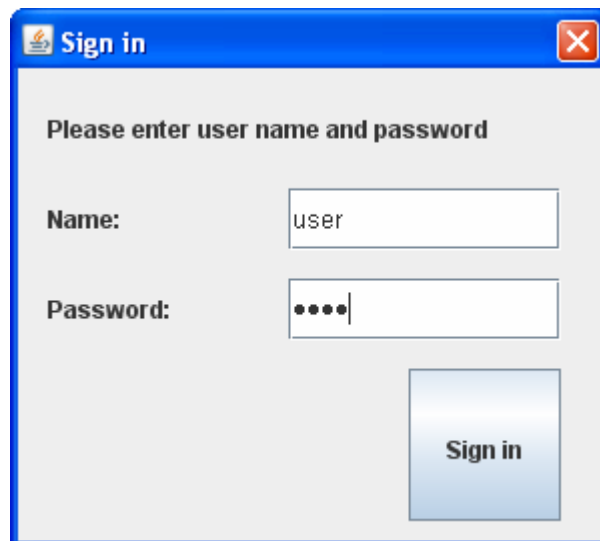 Sign in
Please enter user name and password
Name:
user
Password:
••••
Sign in